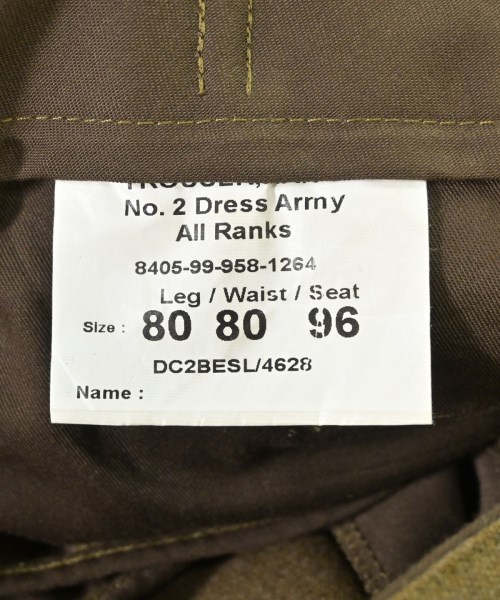 No. 2 Dress Army
All Ranks
8405-99-958-1264
Leg / Waist / Seat
Size : 80 80 96
DC2BESL/4628
Name :